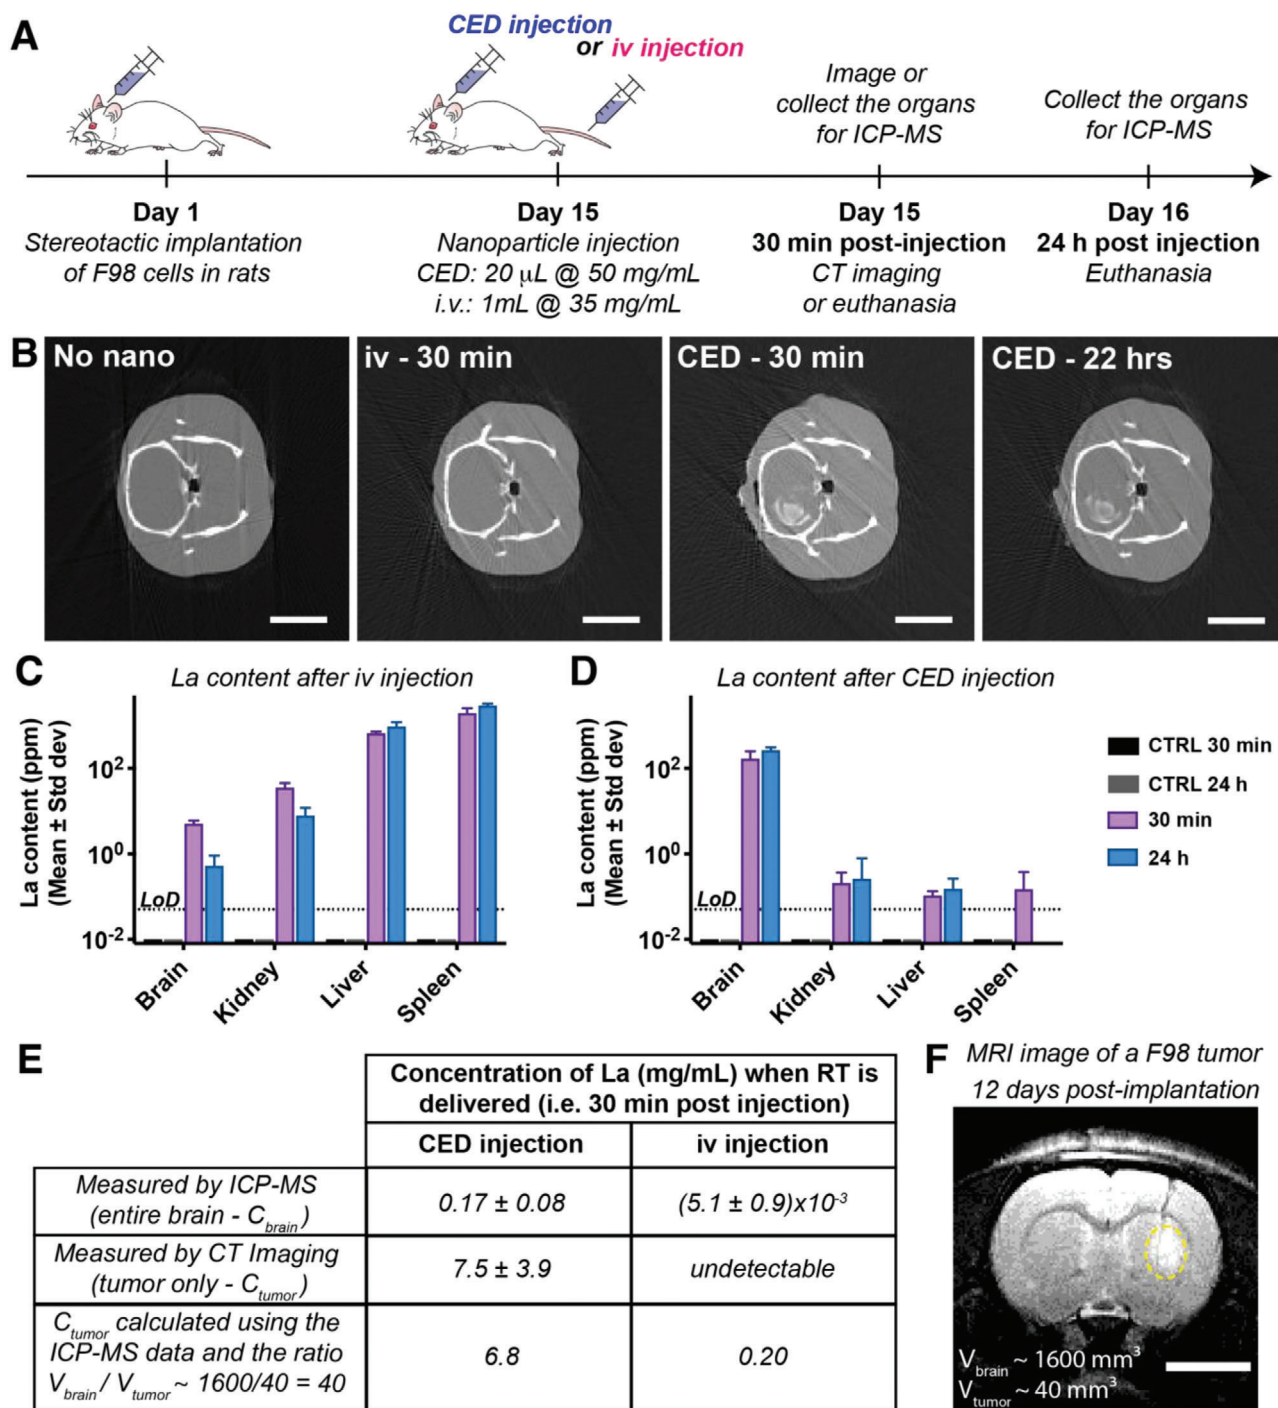 A
CED injection
or iv injection
Image or
collect the organs
for ICP-MS
Collect the organs
for ICP-MS
Day 1
Stereotactic implantation
of F98 cells in rats
Day 15
Nanoparticle injection
CED: 20 μL @ 50 mg/mL
i.v.: 1mL @ 35 mg/mL
Day 15
30 min post-injection
CT imaging
or euthanasia
Day 16
24 h post injection
Euthanasia
B
No nano
iv - 30 min
CED - 30 min
CED - 22 hrs
C
La content after iv injection
La content (ppm)
(Mean ± Std dev)
10²
10⁰
10⁻²
LoD
Brain
Kidney
Liver
Spleen
D
La content after CED injection
La content (ppm)
(Mean ± Std dev)
10²
10⁰
10⁻²
LoD
Brain
Kidney
Liver
Spleen
CTRL 30 min
CTRL 24 h
30 min
24 h
E
Concentration of La (mg/mL) when RT is
delivered (i.e. 30 min post injection)
CED injection
iv injection
Measured by ICP-MS
(entire brain - C_brain)
0.17 ± 0.08
(5.1 ± 0.9)x10⁻³
Measured by CT Imaging
(tumor only - C_tumor)
7.5 ± 3.9
undetectable
C_tumor calculated using the
ICP-MS data and the ratio
V_brain / V_tumor ~ 1600/40 = 40
6.8
0.20
F
MRI image of a F98 tumor
12 days post-implantation
V_brain ~ 1600 mm³
V_tumor ~ 40 mm³